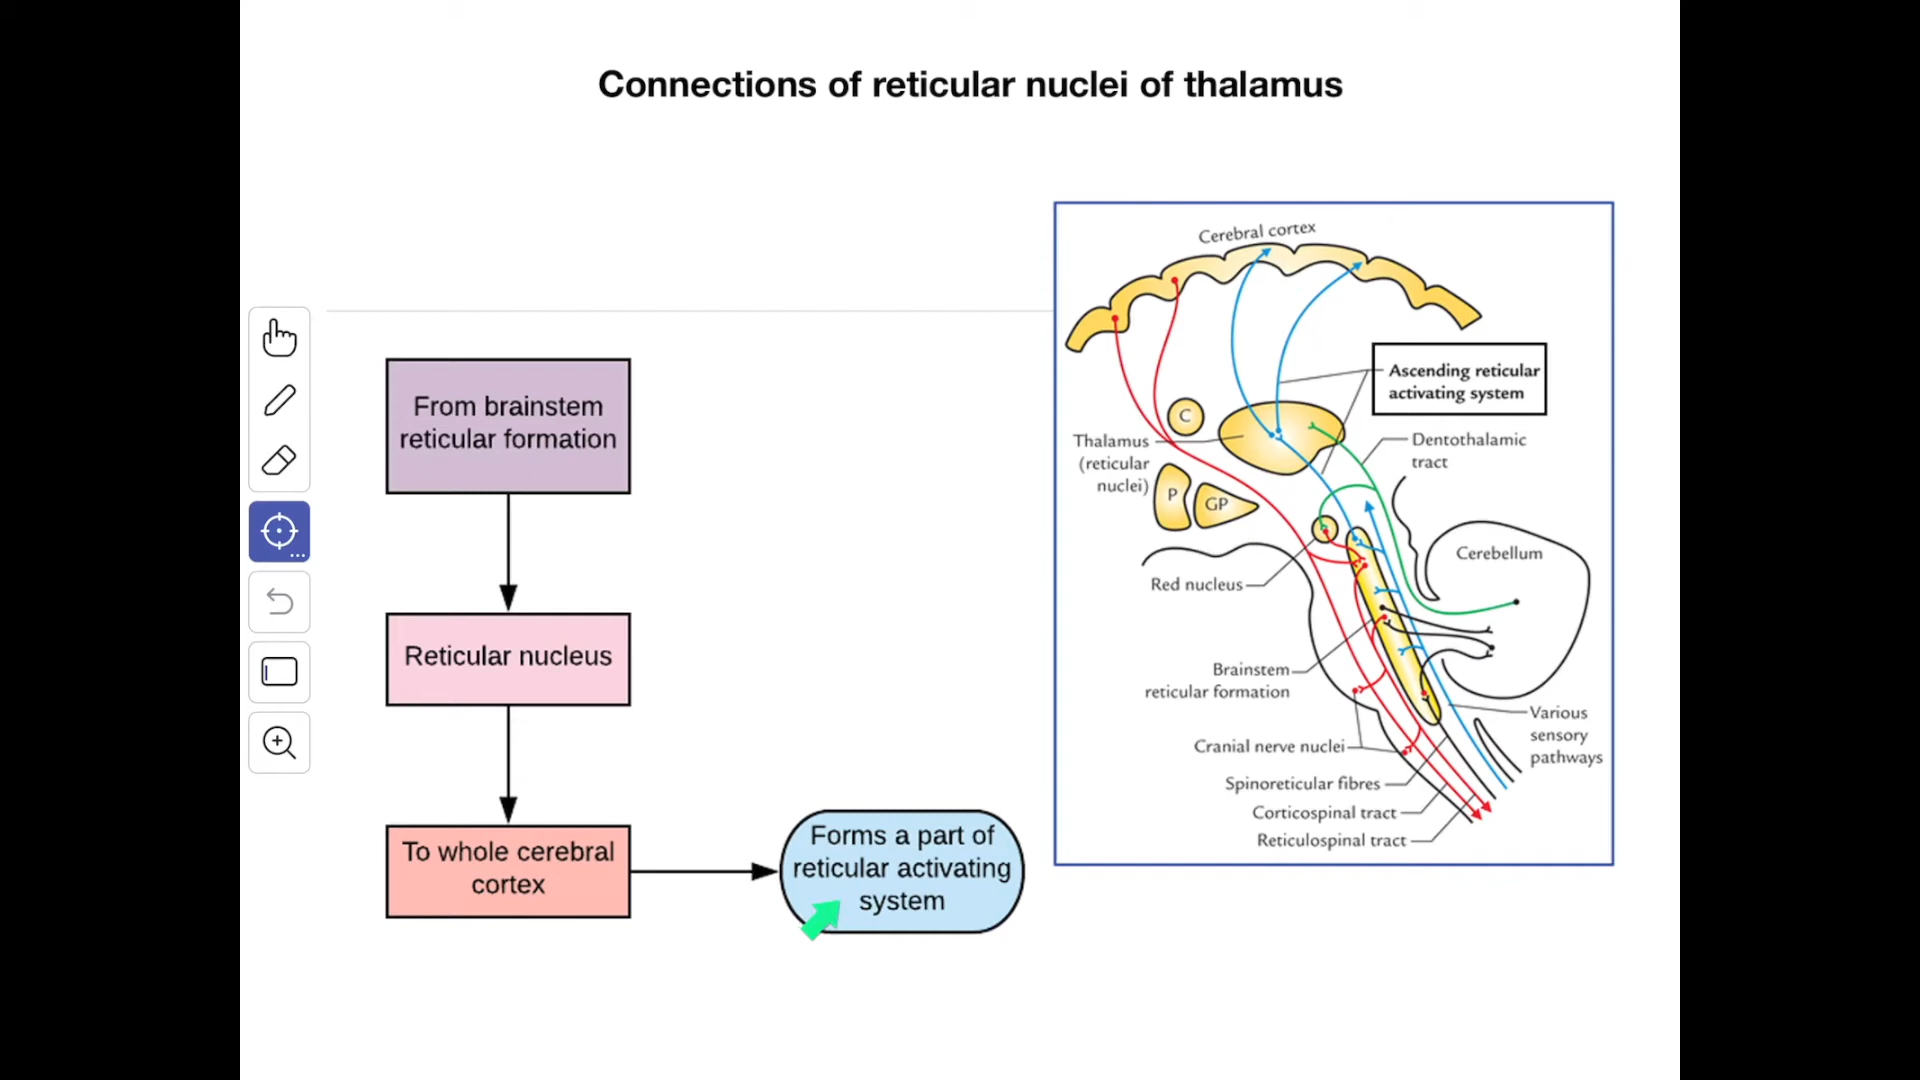 Connections of reticular nuclei of thalamus
From brainstem
reticular formation
Reticular nucleus
To whole cerebral
cortex
Forms a part of
reticular activating
system
Cerebral cortex
Ascending reticular
activating system
C
Thalamus
(reticular
nuclei)
Dentothalamic
tract
P
GP
Cerebellum
Red nucleus
Brainstem
reticular formation
Various
sensory
pathways
Cranial nerve nuclei
Spinoreticular fibres
Corticospinal tract
Reticulospinal tract